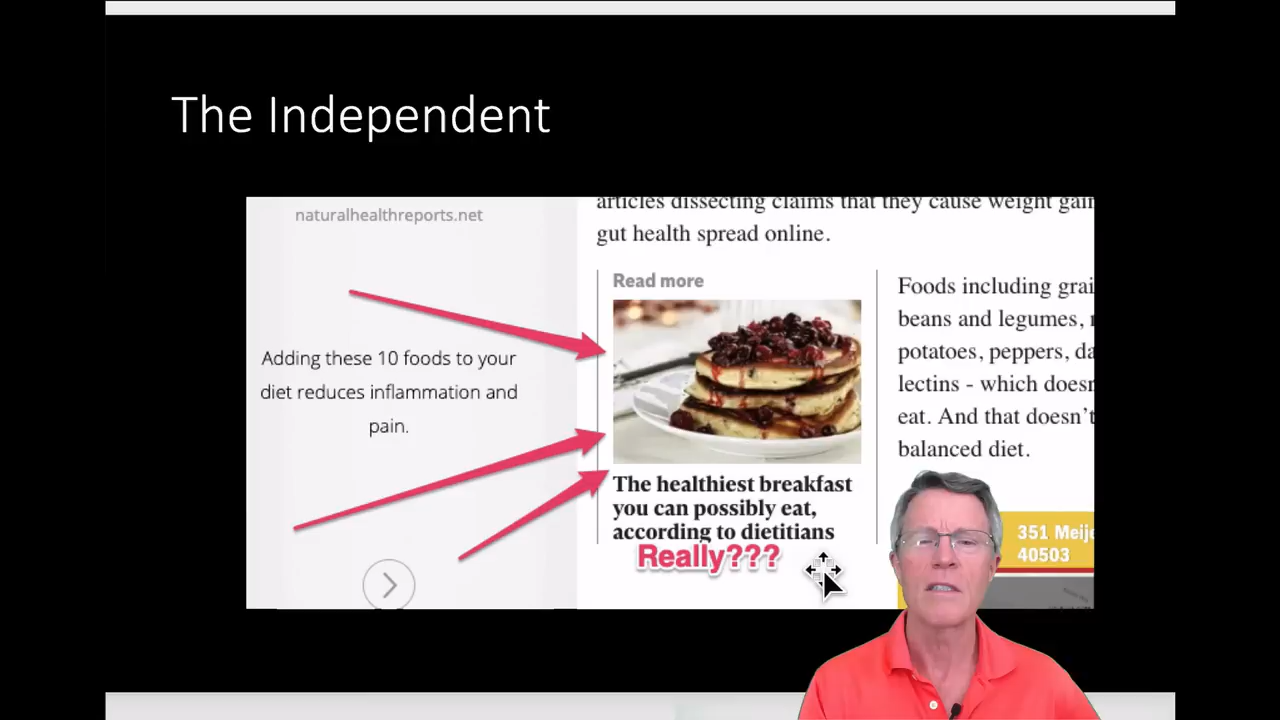 The Independent
naturalhealthreports.net
Adding these 10 foods to your
diet reduces inflammation and
pain.
articles dissecting claims that they cause weight gain
gut health spread online.
Read more
The healthiest breakfast
you can possibly eat,
according to dietitians
Really???
Foods including grai
beans and legumes,
potatoes, peppers, da
lectins - which doesn
eat. And that doesn't
balanced diet.
351 Meije
40503